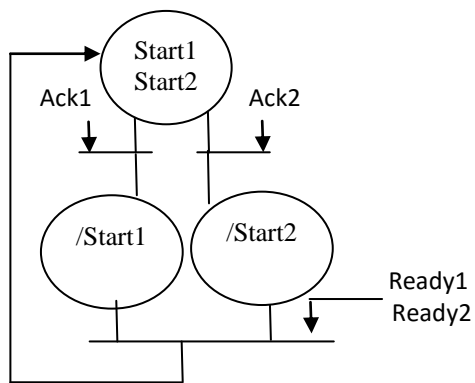 Start1
Start2
Ack1
Ack2
/Start1
/Start2
Ready1
Ready2